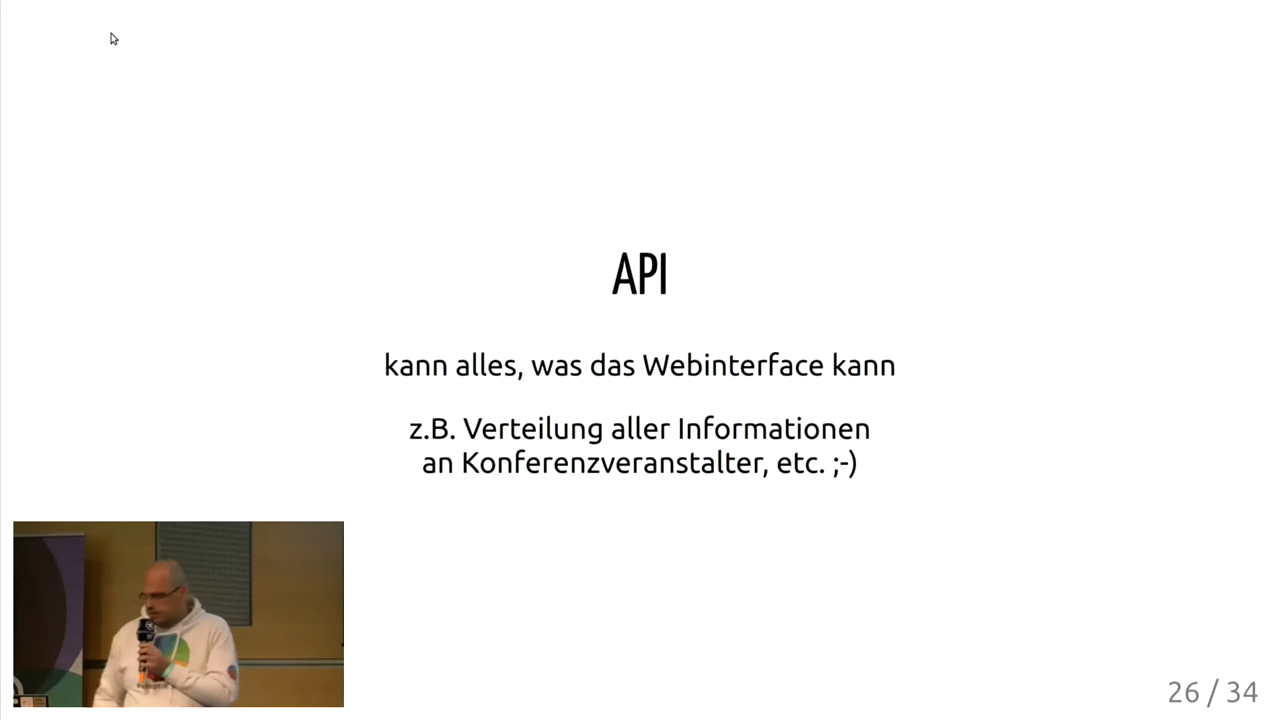 API
kann alles, was das Webinterface kann
z.B. Verteilung aller Informationen
an Konferenzveranstalter, etc. ;-)
26 / 34